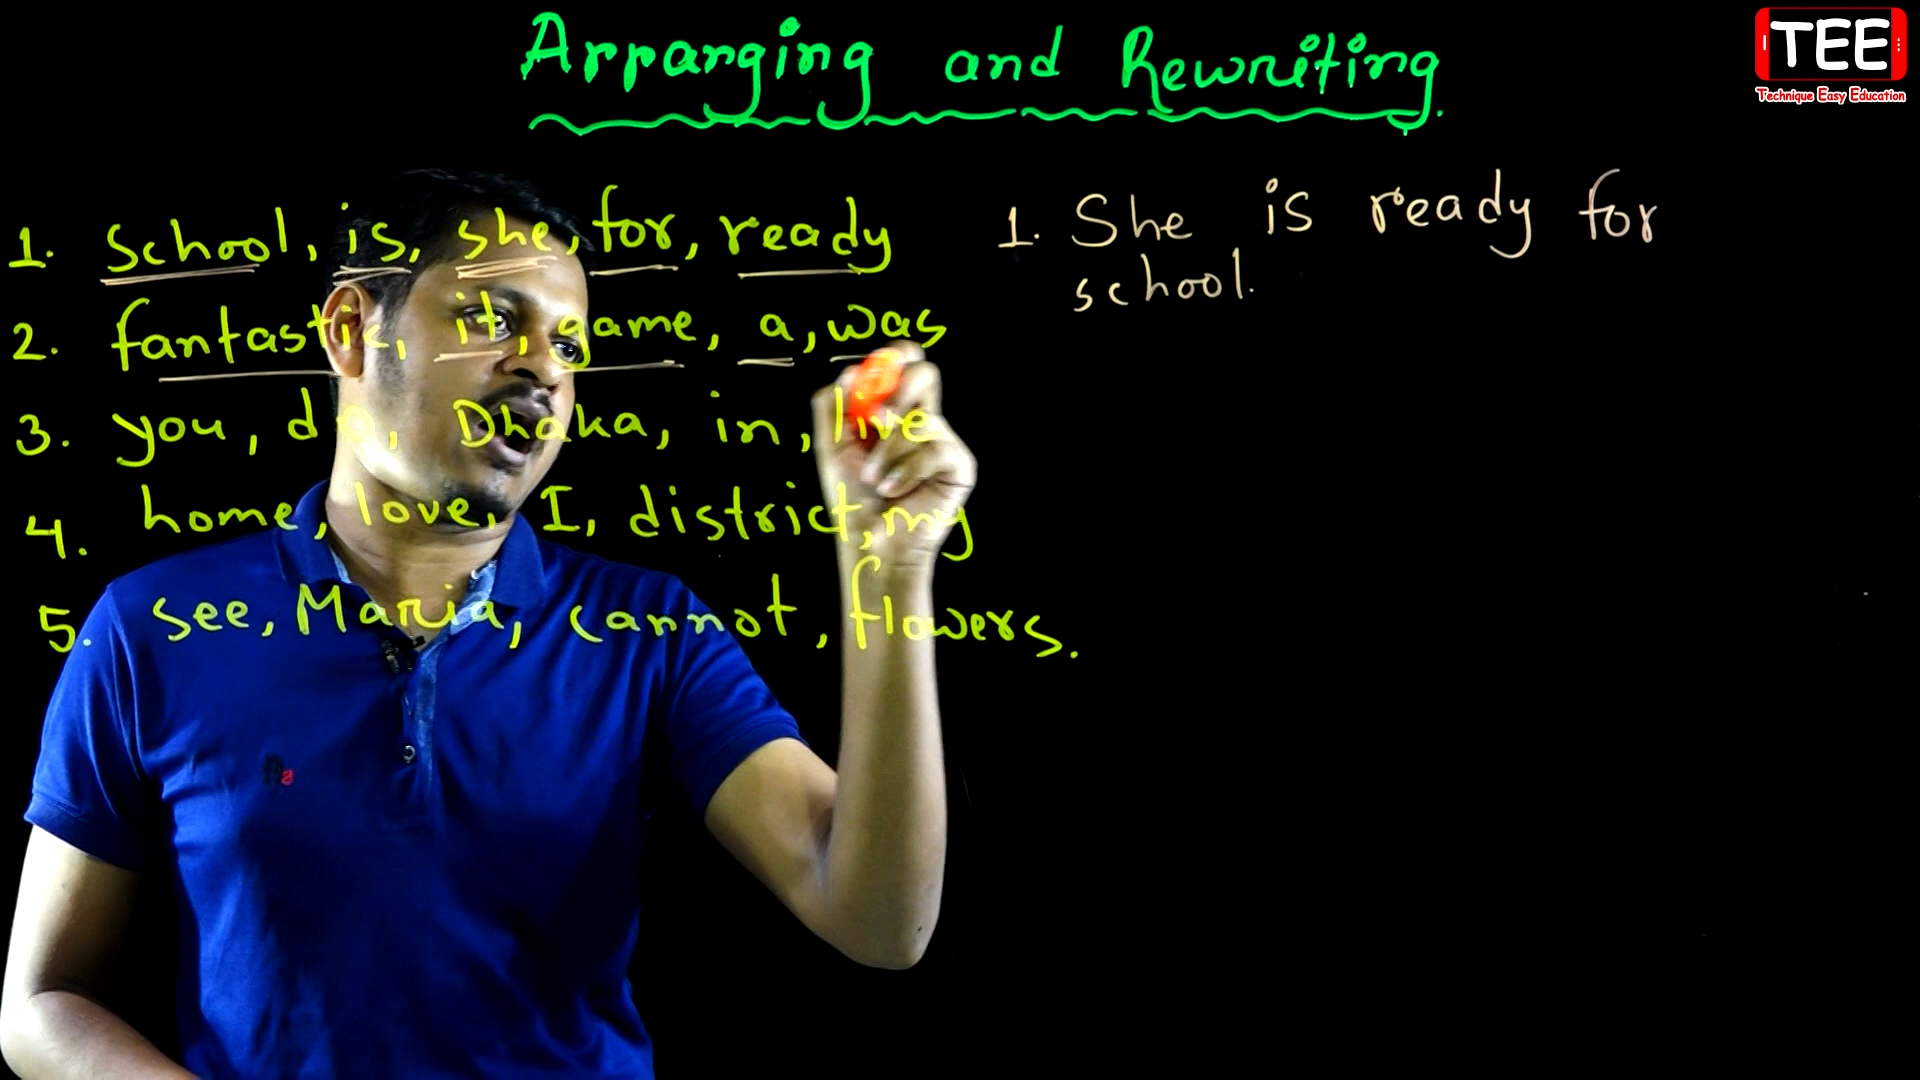 Arranging and Rewriting.
TEE
Technique Easy Education
1. School, is, she, for, ready
2. fantastic, it, game, a, was
3. you, do, Dhaka, in, live
4. home, love, I, district, my
5. see, Maria, cannot, flowers.
1. She is ready for
school.